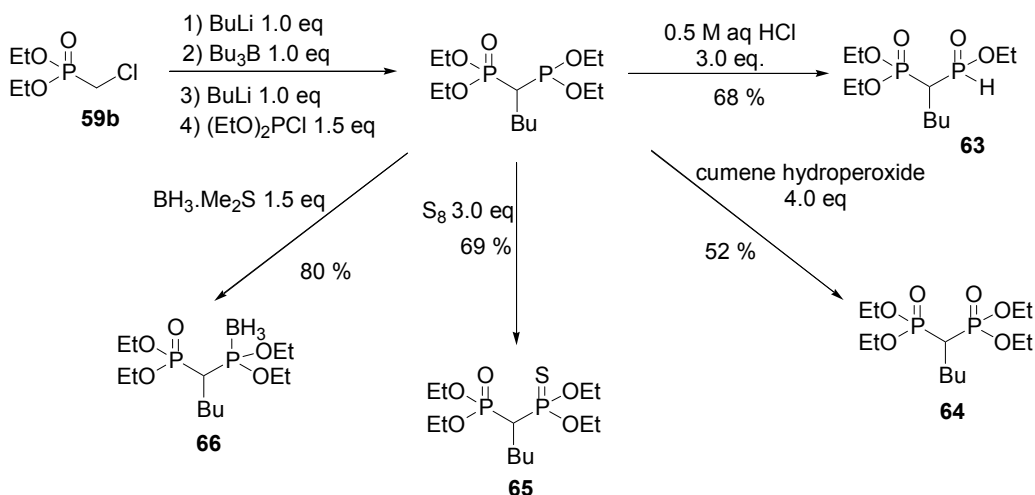 1) BuLi 1.0 eq
2) Bu3B 1.0 eq
3) BuLi 1.0 eq
4) (EtO)2PCl 1.5 eq
EtO
O
P
EtO
Cl
59b
EtO
O
P
EtO
P
OEt
OEt
Bu
0.5 M aq HCl
3.0 eq.
68 %
EtO
O
P
EtO
O
P
OEt
H
Bu
63
BH3.Me2S 1.5 eq
80 %
S8 3.0 eq
69 %
cumene hydroperoxide
4.0 eq
52 %
EtO
O
P
EtO
BH3
P
OEt
OEt
Bu
66
EtO
O
P
EtO
S
P
OEt
OEt
Bu
65
EtO
O
P
EtO
O
P
OEt
OEt
Bu
64